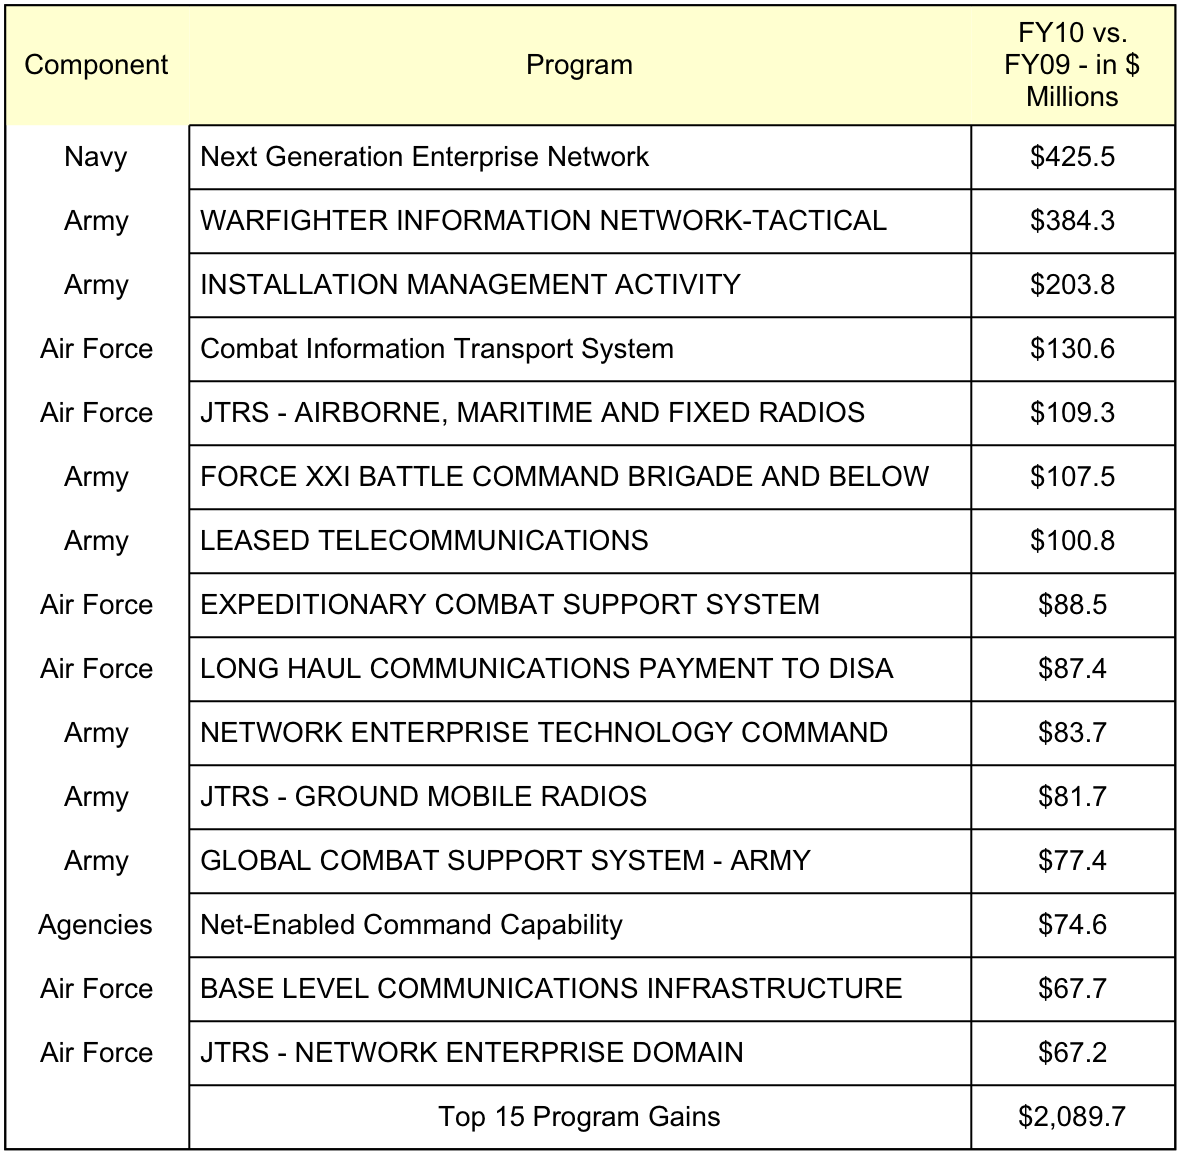 Component Program FY10 vs.
FY09 - in $
Millions
Navy Next Generation Enterprise Network $425.5
Army WARFIGHTER INFORMATION NETWORK-TACTICAL $384.3
Army INSTALLATION MANAGEMENT ACTIVITY $203.8
Air Force Combat Information Transport System $130.6
Air Force JTRS - AIRBORNE, MARITIME AND FIXED RADIOS $109.3
Army FORCE XXI BATTLE COMMAND BRIGADE AND BELOW $107.5
Army LEASED TELECOMMUNICATIONS $100.8
Air Force EXPEDITIONARY COMBAT SUPPORT SYSTEM $88.5
Air Force LONG HAUL COMMUNICATIONS PAYMENT TO DISA $87.4
Army NETWORK ENTERPRISE TECHNOLOGY COMMAND $83.7
Army JTRS - GROUND MOBILE RADIOS $81.7
Army GLOBAL COMBAT SUPPORT SYSTEM - ARMY $77.4
Agencies Net-Enabled Command Capability $74.6
Air Force BASE LEVEL COMMUNICATIONS INFRASTRUCTURE $67.7
Air Force JTRS - NETWORK ENTERPRISE DOMAIN $67.2
Top 15 Program Gains $2,089.7